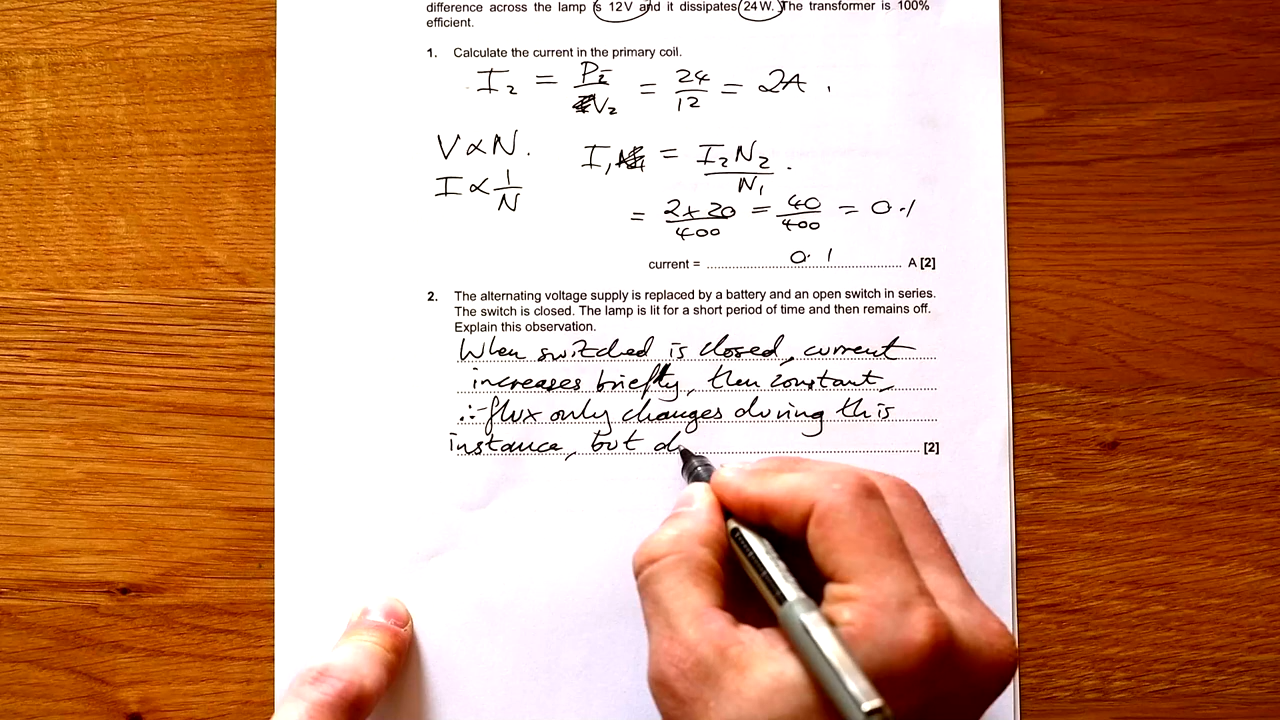 difference across the lamp is 12V and it dissipates 24W. The transformer is 100%
efficient.
1. Calculate the current in the primary coil.
I₂ = P₂/V₂ = 24/12 = 2A.
V∝N.
I₁ = I₂N₂/N₁.
I∝1/N
= 2×20/400 = 40/400 = 0.1
current = 0.1 A [2]
2. The alternating voltage supply is replaced by a battery and an open switch in series.
The switch is closed. The lamp is lit for a short period of time and then remains off.
Explain this observation.
When switched is closed, current
increases briefly, then constant,
∴ flux only changes during this
instance, but d
[2]